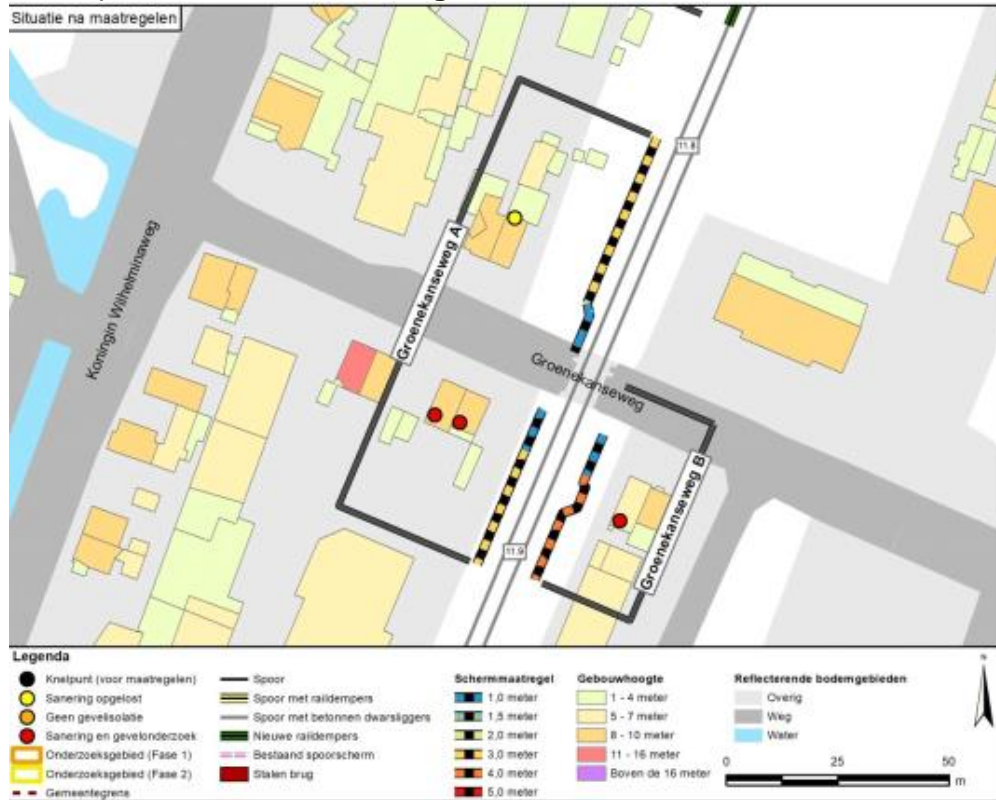 Situatie na maatregelen
11.8
Koningin Wilhelminaweg
Groenekanseweg A
Groenekanseweg
Groenekanseweg B
11.9
Legenda
Knelpunt (voor maatregelen)
Sanering opgelost
Geen gevelisolatie
Sanering en gevelonderzoek
Onderzoeksgebied (Fase 1)
Onderzoeksgebied (Fase 2)
Gemeentegrens
Spoor
Spoor met raildempers
Spoor met betonnen dwarsliggers
Nieuwe raildempers
Bestaand spoorscherm
Stalen brug
Schermmaatregel
1,0 meter
1,5 meter
2,0 meter
3,0 meter
4,0 meter
5,0 meter
Gebouwhoogte
1 - 4 meter
5 - 7 meter
8 - 10 meter
11 - 16 meter
Boven de 16 meter
Reflecterende bodemgebieden
Overig
Weg
Water
N
0 25 50
m